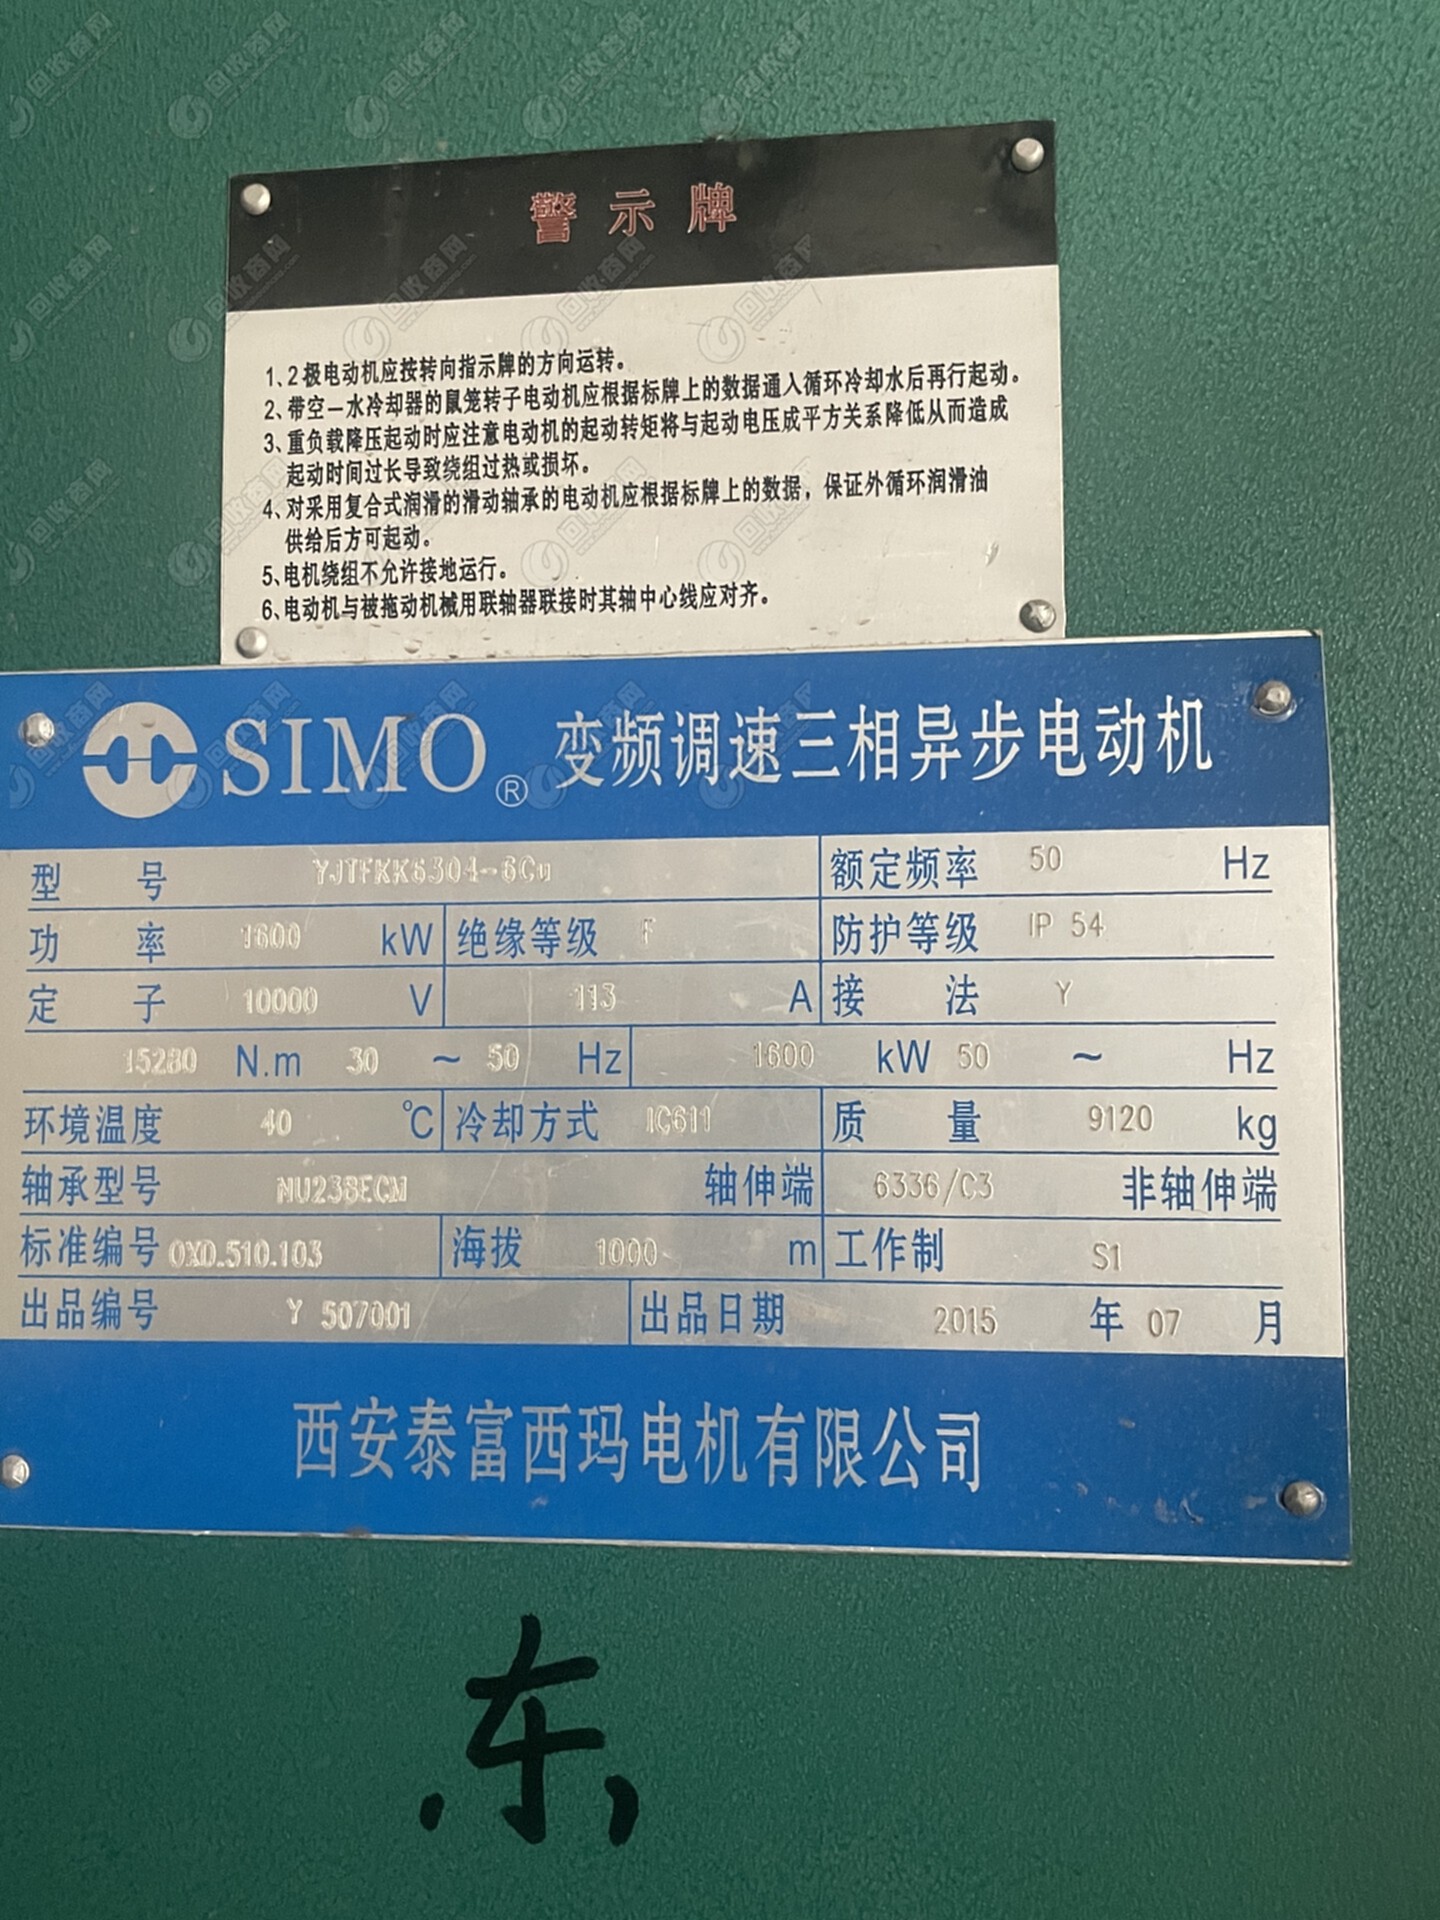 警示牌
1、2极电动机应按转向指示牌的方向运转。
2、带空—水冷却器的鼠笼转子电动机应根据标牌上的数据通入循环冷却水后再行起动。
3、重负载降压起动时应注意电动机的起动转矩将与起动电压成平方关系降低从而造成
起动时间过长导致绕组过热或损坏。
4、对采用复合式润滑的滑动轴承的电动机应根据标牌上的数据，保证外循环润滑油
供给后方可起动。
5、电机绕组不允许接地运行。
6、电动机与被拖动机械用联轴器联接时其轴中心线应对齐。
SIMO® 变频调速三相异步电动机
型号 YJTFKK6304-6Cu 额定频率 50 Hz
功率 1600 kW 绝缘等级 F 防护等级 IP 54
定子 10000 V 113 A 接法 Y
15280 N.m 30 ~ 50 Hz 1600 kW 50 ~ Hz
环境温度 40 ℃ 冷却方式 IC611 质量 9120 kg
轴承型号 NU238ECM 轴伸端 6336/C3 非轴伸端
标准编号 OXD.510.103 海拔 1000 m 工作制 S1
出品编号 Y 507001 出品日期 2015 年 07 月
西安泰富西玛电机有限公司
东
回收商网